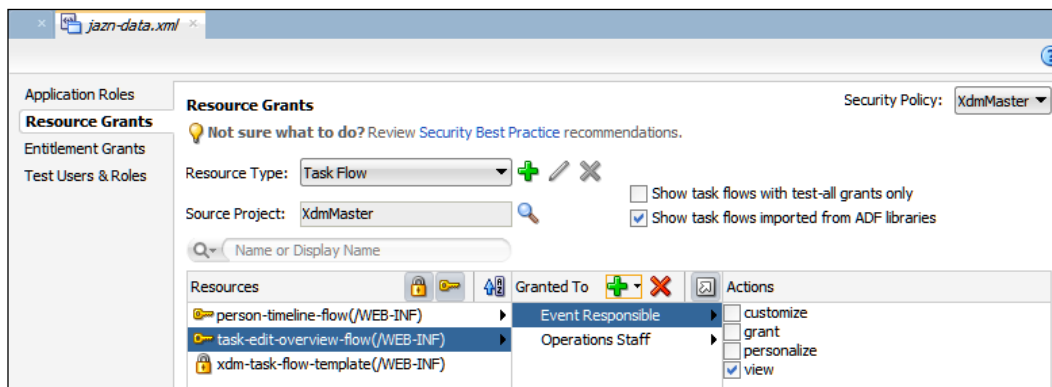 jazn-data.xml
Application Roles
Resource Grants
Entitlement Grants
Test Users & Roles
Resource Grants
Security Policy: XdmMaster
Not sure what to do? Review Security Best Practice recommendations.
Resource Type: Task Flow
Show task flows with test-all grants only
Source Project: XdmMaster
Show task flows imported from ADF libraries
Name or Display Name
Resources Granted To Actions
person-timeline-flow(/WEB-INF) Event Responsible customize
grant
task-edit-overview-flow(/WEB-INF) Operations Staff personalize
xdm-task-flow-template(/WEB-INF) view